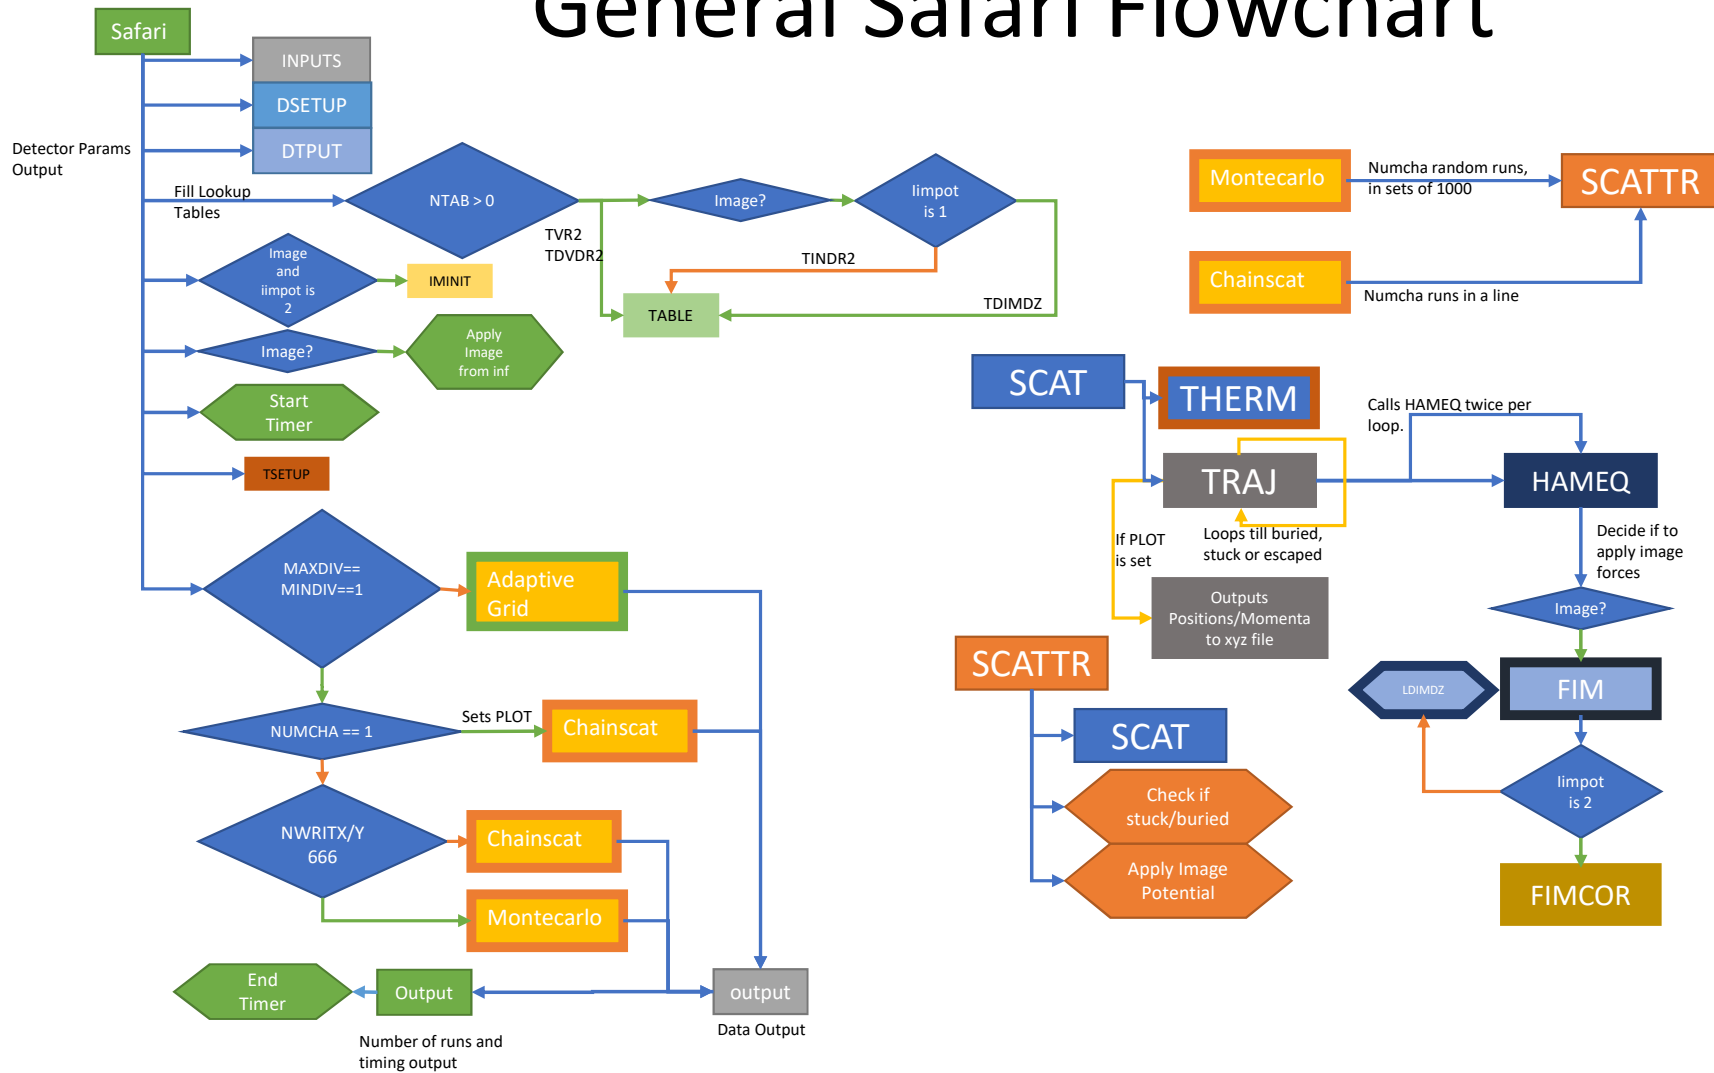 General Safari Flowchart
Safari
INPUTS
DSETUP
DTPUT
Detector Params
Output
Fill Lookup
Tables
NTAB > 0
Image?
Iimpot
is 1
TVR2
TDVDR2
TINDR2
TDIMDZ
TABLE
Image
and
iimpot is
2
IMINIT
Image?
Apply
Image
from inf
Start
Timer
TSETUP
MAXDIV==
MINDIV==1
Adaptive
Grid
NUMCHA == 1
Sets PLOT
Chainscat
NWRITX/Y
666
Chainscat
Montecarlo
End
Timer
Output
output
Data Output
Number of runs and
timing output
Montecarlo
Numcha random runs,
in sets of 1000
SCATTR
Chainscat
Numcha runs in a line
SCAT
THERM
Calls HAMEQ twice per
loop.
TRAJ
HAMEQ
If PLOT
is set
Loops till buried,
stuck or escaped
Decide if to
apply image
forces
Outputs
Positions/Momenta
to xyz file
Image?
SCATTR
LDIMDZ
FIM
SCAT
Iimpot
is 2
Check if
stuck/buried
Apply Image
Potential
FIMCOR